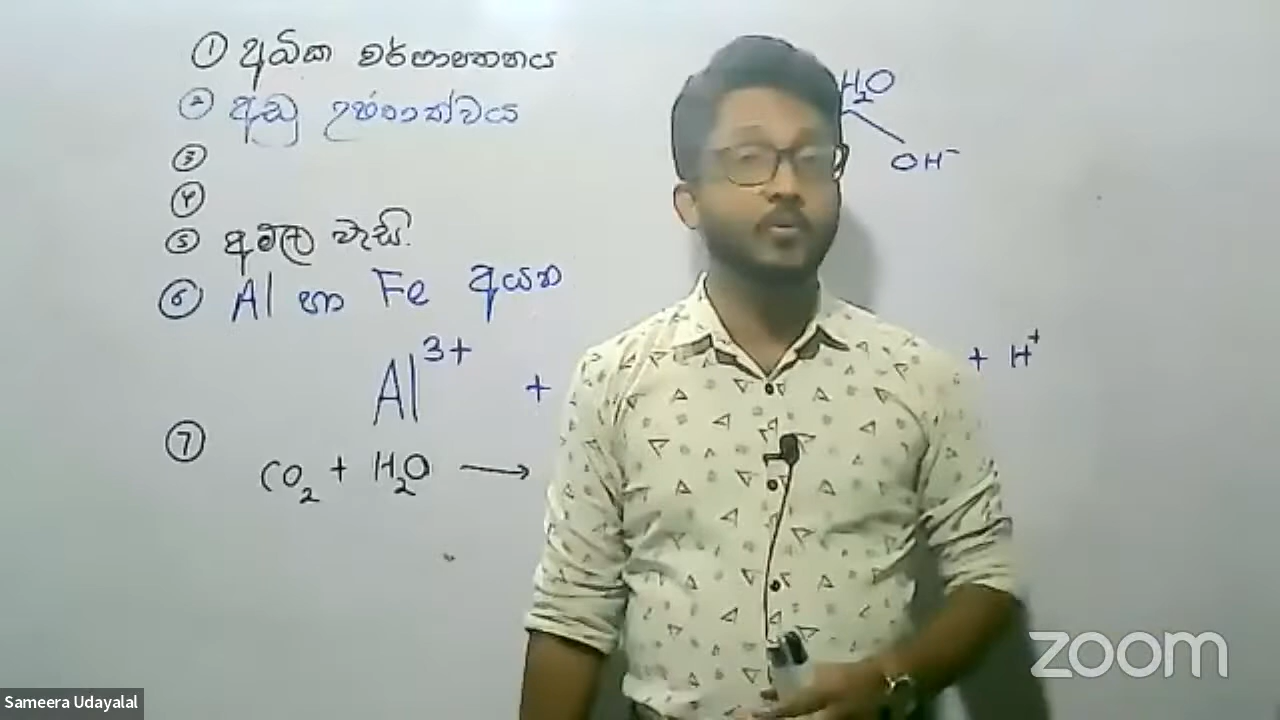 ① අධික වර්ෂාපතනය
② අඩු උෂ්ණත්වය
③
④
⑤ අම්ල වැසි.
⑥ Al හා Fe අයන
H₂O
OH⁻
Al³⁺ + + H⁺
⑦ CO₂ + H₂O →
zoom
Sameera Udayalal